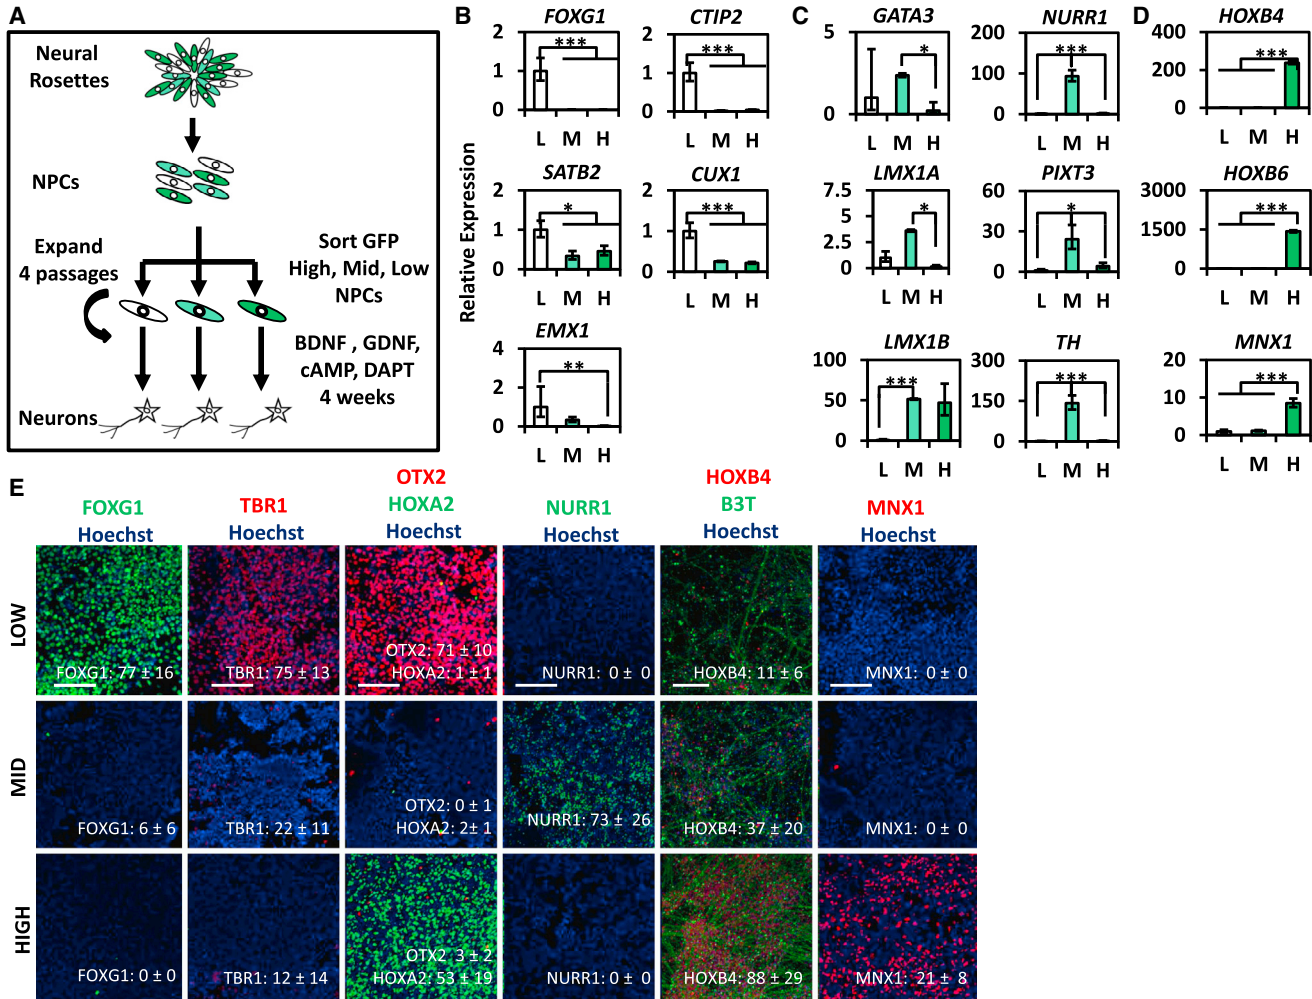 A
Neural
Rosettes
NPCs
Expand
4 passages
Sort GFP
High, Mid, Low
NPCs
BDNF , GDNF,
cAMP, DAPT
4 weeks
Neurons
B
Relative Expression
FOXG1
2
1
0
***
L M H
CTIP2
2
1
0
***
L M H
SATB2
2
1
0
*
L M H
CUX1
2
1
0
***
L M H
EMX1
4
2
0
**
L M H
C
GATA3
5
0
*
L M H
NURR1
200
100
0
***
L M H
LMX1A
7.5
5
2.5
0
*
L M H
PIXT3
60
30
0
*
L M H
LMX1B
100
50
0
***
L M H
TH
300
150
0
***
L M H
D
HOXB4
400
200
0
***
L M H
HOXB6
3000
1500
0
***
L M H
MNX1
20
10
0
***
L M H
E
FOXG1
Hoechst
TBR1
Hoechst
OTX2
HOXA2
Hoechst
NURR1
Hoechst
HOXB4
B3T
Hoechst
MNX1
Hoechst
LOW
FOXG1: 77 ± 16
TBR1: 75 ± 13
OTX2: 71 ± 10
HOXA2: 1 ± 1
NURR1: 0 ± 0
HOXB4: 11 ± 6
MNX1: 0 ± 0
MID
FOXG1: 6 ± 6
TBR1: 22 ± 11
OTX2: 0 ± 1
HOXA2: 2± 1
NURR1: 73 ± 26
HOXB4: 37 ± 20
MNX1: 0 ± 0
HIGH
FOXG1: 0 ± 0
TBR1: 12 ± 14
OTX2 3 ± 2
HOXA2: 53 ± 19
NURR1: 0 ± 0
HOXB4: 88 ± 29
MNX1: 21 ± 8